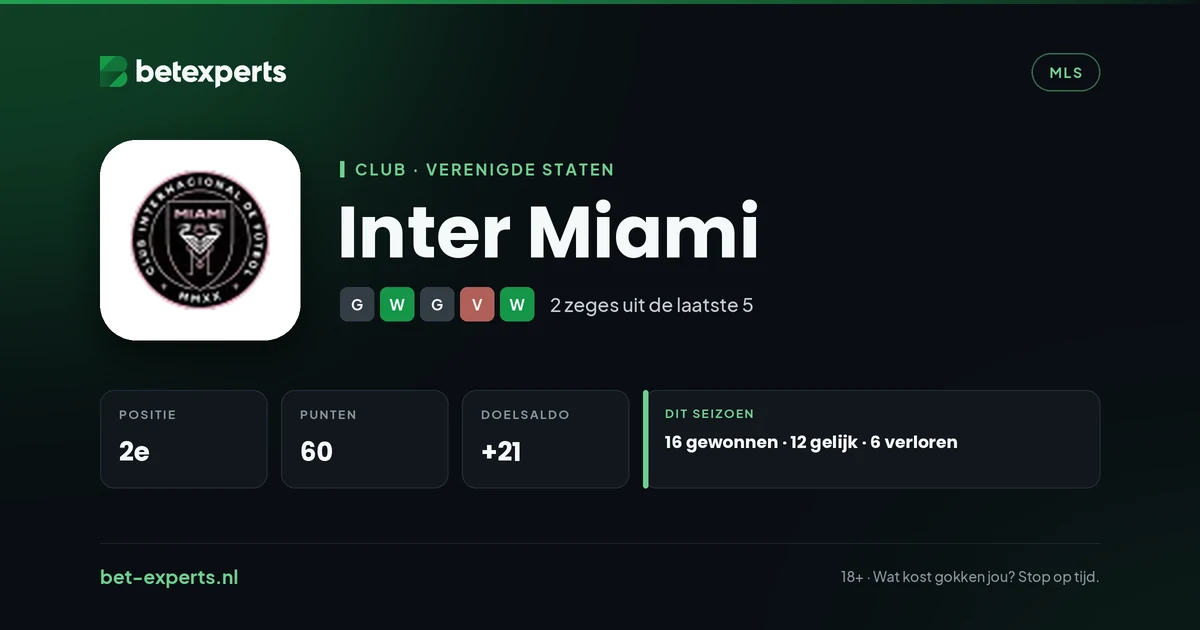 betexperts
MLS
CLUB INTERNACIONAL DE FÚTBOL
MIAMI
MMXX
CLUB · VERENIGDE STATEN
Inter Miami
G W G V W 2 zeges uit de laatste 5
POSITIE
2e
PUNTEN
60
DOELSALDO
+21
DIT SEIZOEN
16 gewonnen · 12 gelijk · 6 verloren
bet-experts.nl
18+ · Wat kost gokken jou? Stop op tijd.